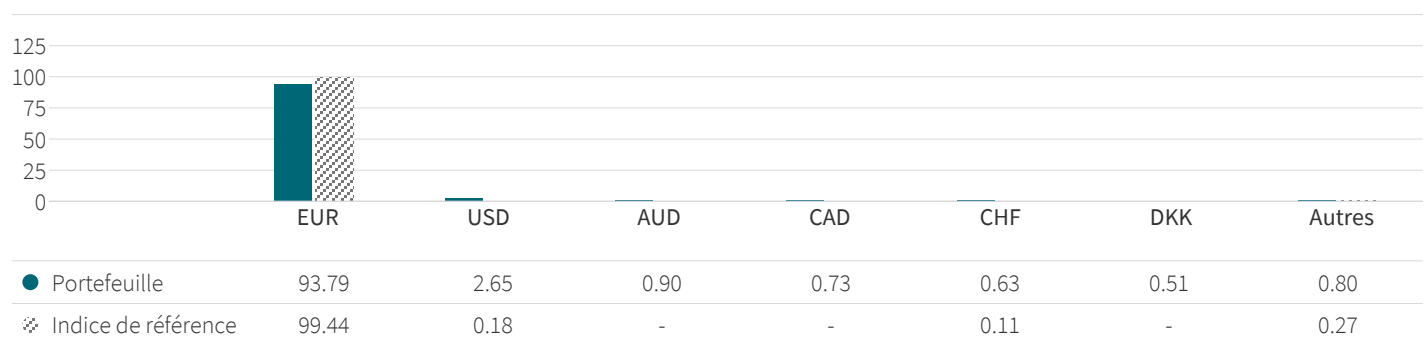 125
100
75
50
25
0
EUR USD AUD CAD CHF DKK Autres
Portefeuille 93.79 2.65 0.90 0.73 0.63 0.51 0.80
Indice de référence 99.44 0.18 - - 0.11 - 0.27